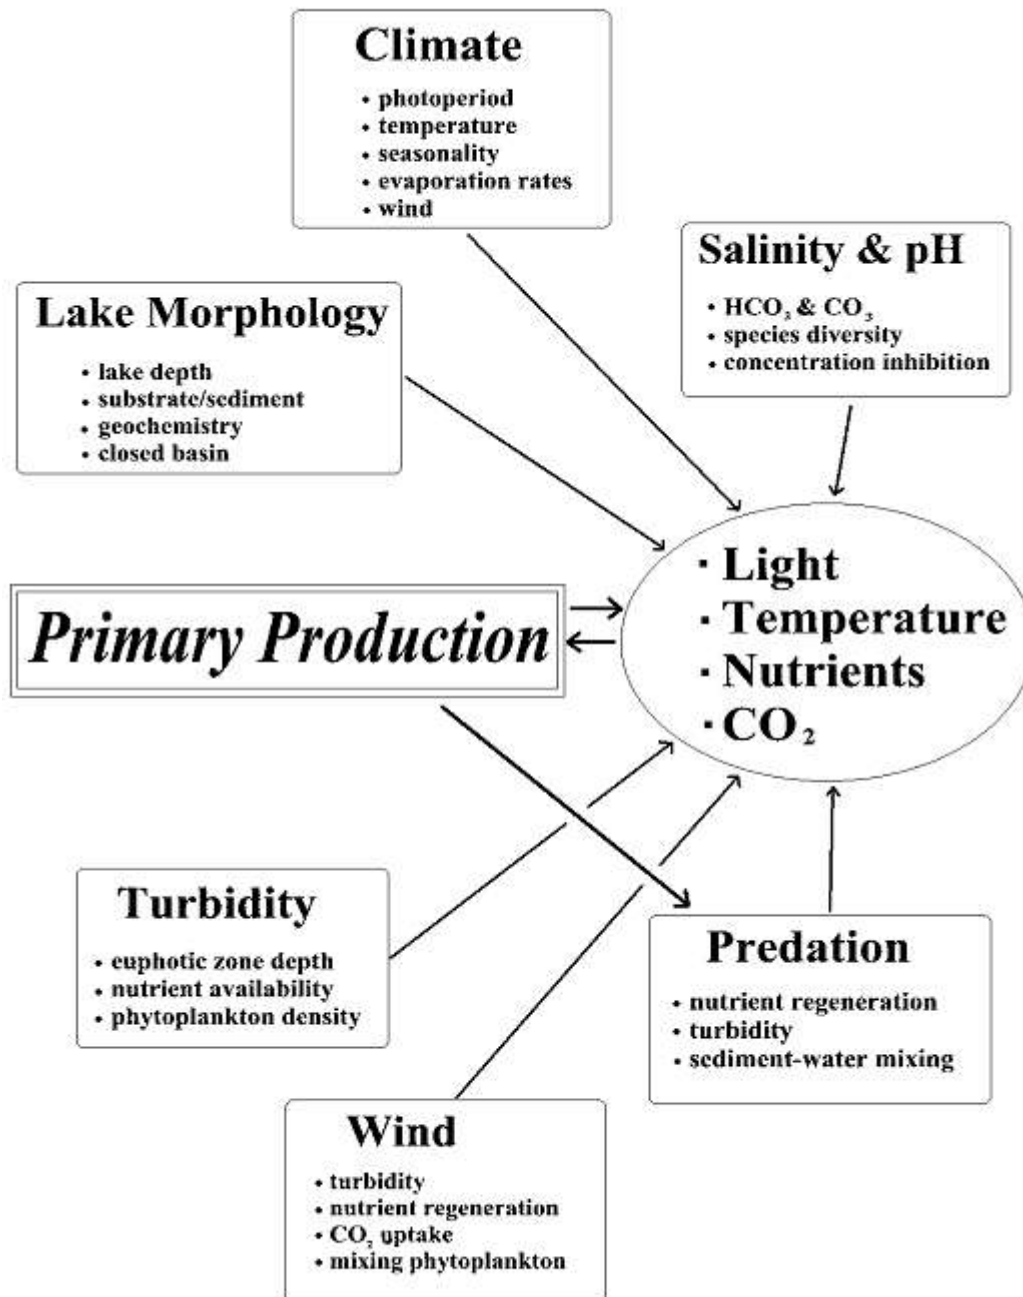 Climate
• photoperiod
• temperature
• seasonality
• evaporation rates
• wind
Salinity & pH
• HCO₃ & CO₃
• species diversity
• concentration inhibition
Lake Morphology
• lake depth
• substrate/sediment
• geochemistry
• closed basin
Primary Production
· Light
· Temperature
· Nutrients
· CO₂
Turbidity
• euphotic zone depth
• nutrient availability
• phytoplankton density
Predation
• nutrient regeneration
• turbidity
• sediment-water mixing
Wind
• turbidity
• nutrient regeneration
• CO₂ uptake
• mixing phytoplankton